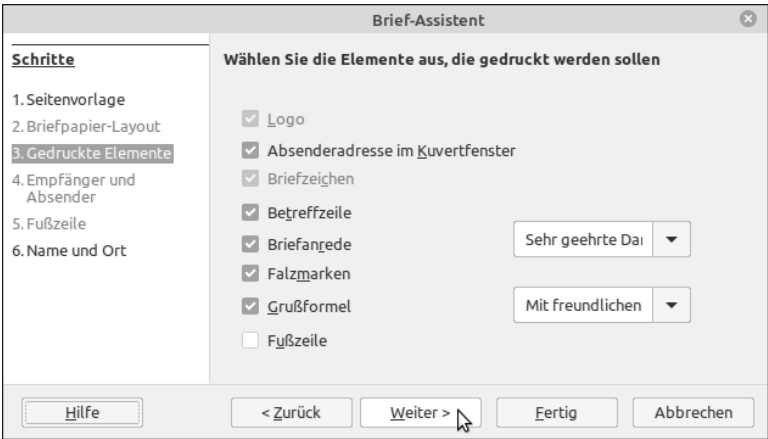 Brief-Assistent
Schritte
1. Seitenvorlage
2. Briefpapier-Layout
3. Gedruckte Elemente
4. Empfänger und
Absender
5. Fußzeile
6. Name und Ort
Wählen Sie die Elemente aus, die gedruckt werden sollen
Logo
Absenderadresse im Kuvertfenster
Briefzeichen
Betreffzeile
Briefanrede
Sehr geehrte Dar
Falzmarken
Grußformel
Mit freundlichen
Fußzeile
Hilfe
< Zurück
Weiter >
Fertig
Abbrechen